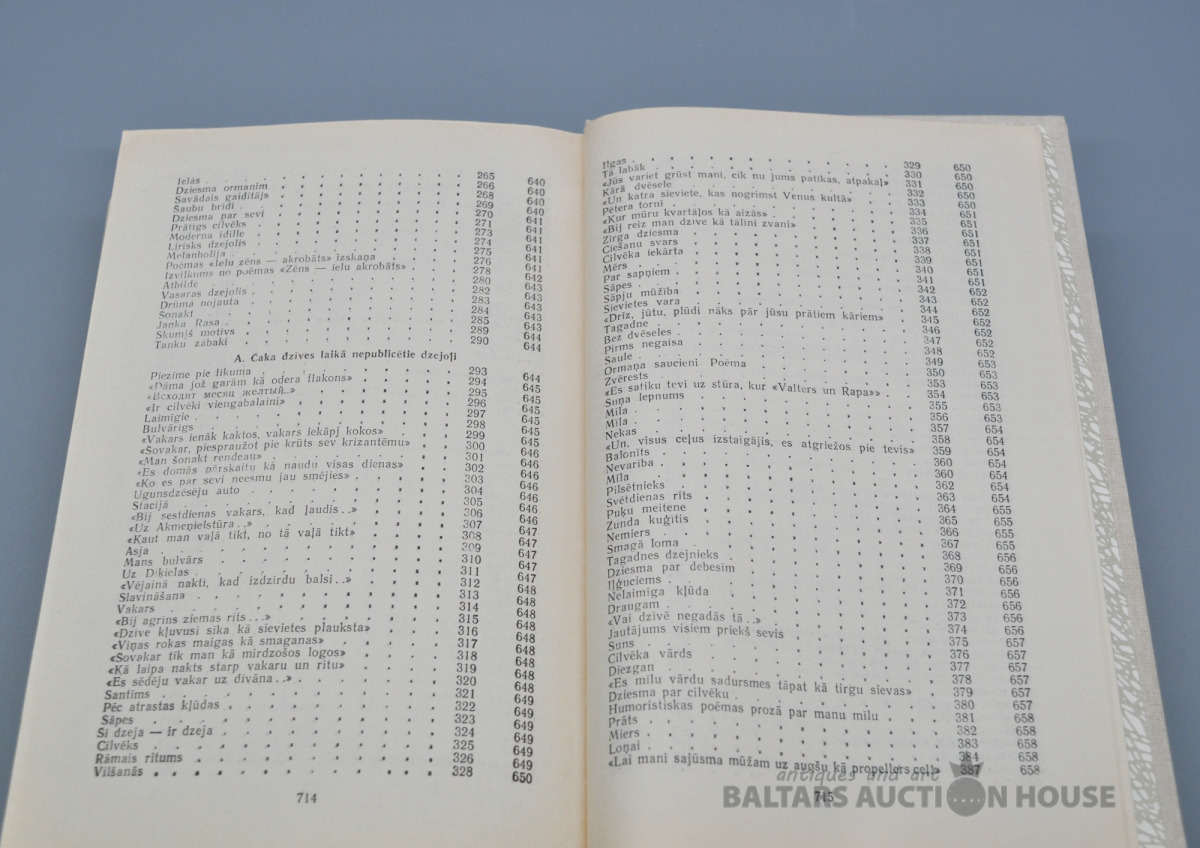 Ielās 265 640
Dziesma ormanim 266 640
Savādais gaidītājs 268 640
Šaubu brīdī 269 640
Dziesma par sevi 270 640
Prātīgs cilvēks 271 641
Moderna idille 273 641
Lirisks dzejolis 274 641
Melanholija 275 641
Poēmas «Ielu zēns — akrobāts» izskaņa 276 641
Izvilkums no poēmas «Zēns — ielu akrobāts» 278 641
Atbilde 280 642
Vasaras dzejolis 282 643
Drūma nojauta 283 643
Šonakt 284 643
Janka Rasa 285 643
Skumjš motīvs 289 644
Tanku zābaki 290 644
A. Čaka dzīves laikā nepublicētie dzejoļi
Piezīme pie likuma 293 644
«Dāma jož garām kā odera flakons» 294 645
«Всходит месяц желтый..» 295 645
«Ir cilvēki viengabalaini» 296 645
Laimīgie 297 645
Bulvārīgs 298 645
«Vakars ienāk kaktos, vakars iekāpj kokos» 299 645
«Šovakar, piespraužot pie krūts sev krizantēmu» 300 645
«Man šonakt rendeau» 301 646
«Es domās pārskaitu kā naudu visas dienas» 302 646
«Ko es par sevi neesmu jau smējies» 303 646
Ugunsdzēsēju auto 304 646
Stacijā 305 646
«Bij sestdienas vakars, kad ļaudis..» 306 646
«Uz Akmeņielstūra..» 307 646
«Kaut man vaļā tikt, no tā vaļā tikt» 308 647
Asja 309 647
Mans bulvārs 310 647
Uz Diķielas 311 647
«Vējainā naktī, kad izdzirdu balsi..» 312 648
Slavināšana 313 648
Vakars 314 648
«Bij agrīns ziemas rīts...» 315 648
«Dzīve kļuvusi sīka kā sievietes plauksta» 316 648
«Viņas rokas maigas kā smaganas» 317 648
«Šovakar tik man kā mirdzošos logos» 318 648
«Kā laipa nakts starp vakaru un rītu» 319 648
«Es sēdēju vakar uz dīvāna..» 320 648
Santīms 321 649
Pēc atrastas kļūdas 322 649
Sāpes 323 649
Šī dzeja — ir dzeja 324 649
Cilvēks 325 649
Rāmais ritums 326 649
Vilšanās 328 650
714
Ilgas 329 650
Tā labāk 330 650
«Jūs variet grūst mani, cik nu jums patikas, atpakaļ» 331 650
Kārā dvēsele 332 650
«Un katra sieviete, kas nogrimst Venus kultā» 333 650
Pētera tornī 334 651
«Kur mūru kvartāļos kā aizās» 335 651
«Bij reiz man dzīve kā tālīni zvani» 336 651
Zirga dziesma 337 651
Ciešanu svars 338 651
Cilvēka iekārta 339 651
Mērs 340 651
Par sapņiem 341 651
Sāpes 342 652
Sāpju mūžība 343 652
Sievietes vara 344 652
«Drīz, jūtu, plūdi nāks pār jūsu prātiem kāriem» 345 652
Tagadne 346 652
Bez dvēseles 347 652
Pirms negaisa 348 652
Saule 349 653
Ormaņa saucieni Poēma 350 653
Zvērests 353 653
«Es satiku tevi uz stūra, kur «Valters un Rapa»» 354 653
Suņa lepnums 355 653
Mīla 356 653
Mīla 357 654
Nekas 358 654
«Un, visus ceļus izstaigājis, es atgriežos pie tevis» 359 654
Balonīts 360 654
Nevarība 360 654
Mīla 362 654
Pilsētnieks 363 654
Svētdienas rīts 364 655
Puķu meitene 365 655
Zunda kuģītis 366 655
Nemiers 367 655
Smagā loma 368 656
Tagadnes dzejnieks 369 656
Dziesma par debesīm 370 656
Iļģuciems 371 656
Nelaimīga kļūda 372 656
Draugam 373 656
«Vai dzīvē negadās tā..» 374 656
Jautājums visiem priekš sevis 375 657
Suns 376 657
Cilvēka vārds 377 657
Diezgan 378 657
«Es mīlu vārdu sadursmes tāpat kā tirgu sievas» 379 657
Dziesma par cilvēku 380 657
Humoristiskas poēmas prozā par manu mīlu 381 658
Prāts 382 658
Miers 383 658
Loņai 384 658
«Lai mani sajūsma mūžam uz augšu kā propellers ceļ!» 387 658
715
antiques and art
BALTARS AUCTION HOUSE